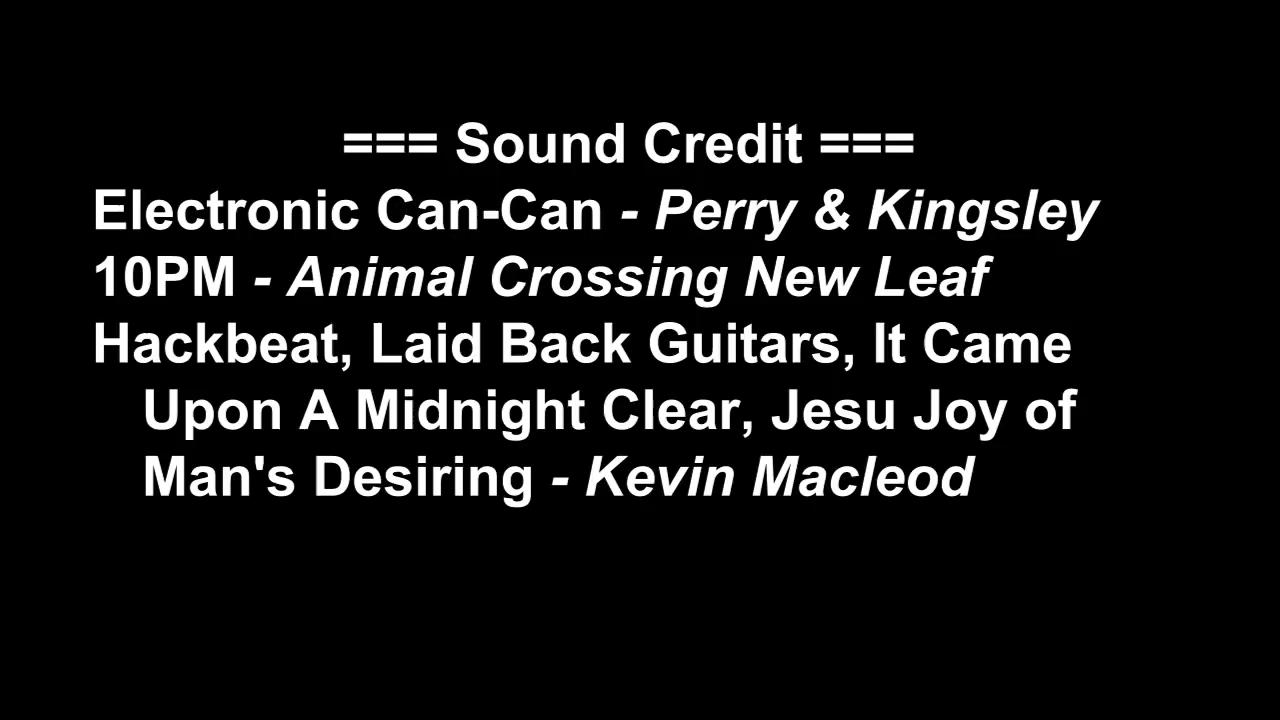 === Sound Credit ===
Electronic Can-Can - Perry & Kingsley
10PM - Animal Crossing New Leaf
Hackbeat, Laid Back Guitars, It Came
Upon A Midnight Clear, Jesu Joy of
Man's Desiring - Kevin Macleod